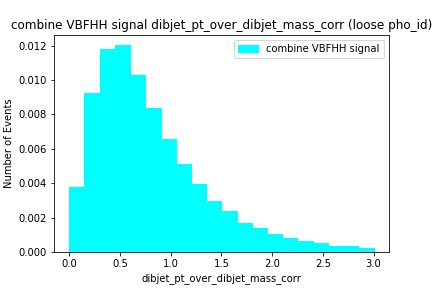 combine VBFHH signal dibjet_pt_over_dibjet_mass_corr (loose pho_id)
combine VBFHH signal
Number of Events
0.012
0.010
0.008
0.006
0.004
0.002
0.000
0.0 0.5 1.0 1.5 2.0 2.5 3.0
dibjet_pt_over_dibjet_mass_corr